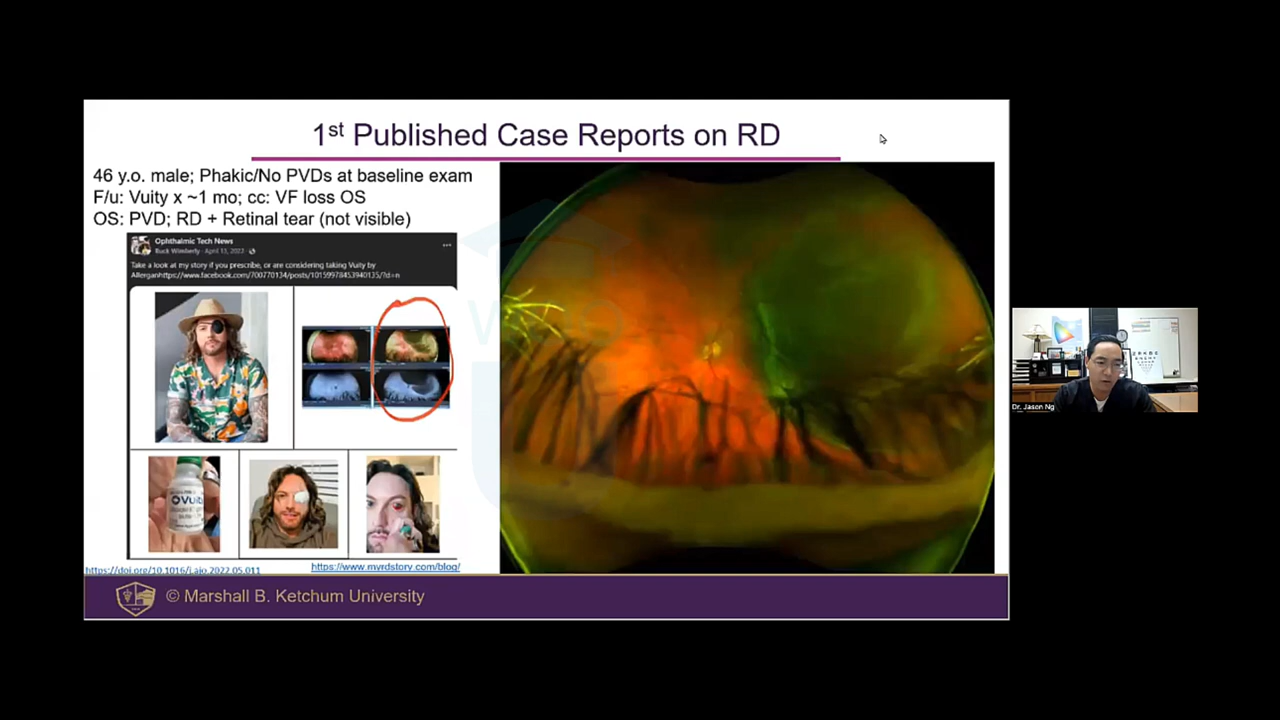 1st Published Case Reports on RD
46 y.o. male; Phakic/No PVDs at baseline exam
F/u: Vuity x ~1 mo; cc: VF loss OS
OS: PVD; RD + Retinal tear (not visible)
Ophthalmic Tech News
Buck Wimberly · April 13, 2022 ·
Take a look at my story if you prescribe, or are considering taking Vuity by
Allerganhttps://www.facebook.com/700770134/posts/10159978453940135/?d=n
Vuity
https://doi.org/10.1016/j.ajo.2022.05.011
https://www.myrdstory.com/blog/
© Marshall B. Ketchum University
Dr. Jason Ng